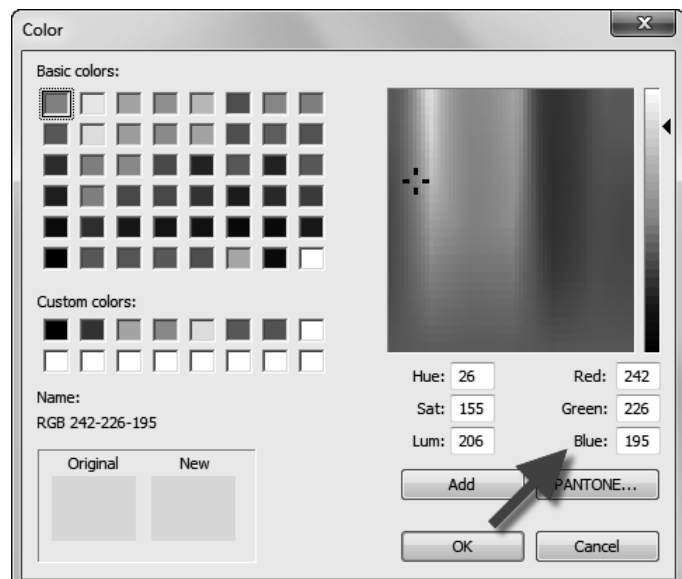 Color
x
Basic colors:
Custom colors:
Name:
RGB 242-226-195
Original New
Hue: 26 Red: 242
Sat: 155 Green: 226
Lum: 206 Blue: 195
Add PANTONE...
OK Cancel